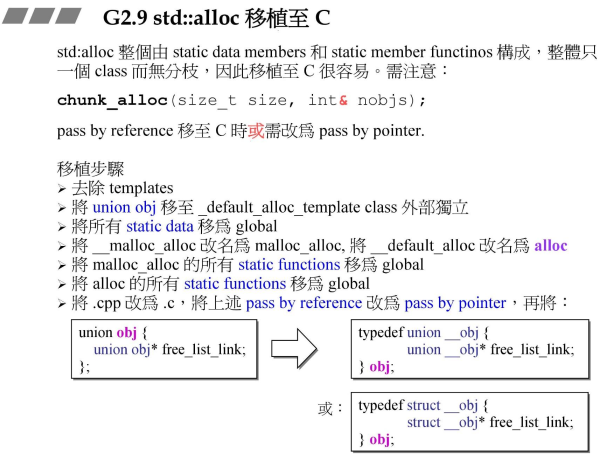 G2.9 std::alloc 移植至 C
std:alloc 整個由 static data members 和 static member functinos 構成，整體只
一個 class 而無分枝，因此移植至 C 很容易。需注意：
chunk_alloc(size_t size, int& nobjs);
pass by reference 移至 C 時或需改爲 pass by pointer.
移植步驟
➢ 去除 templates
➢ 將 union obj 移至 _default_alloc_template class 外部獨立
➢ 將所有 static data 移爲 global
➢ 將 __malloc_alloc 改名爲 malloc_alloc, 將 __default_alloc 改名爲 alloc
➢ 將 malloc_alloc 的所有 static functions 移爲 global
➢ 將 alloc 的所有 static functions 移爲 global
➢ 將 .cpp 改爲 .c，將上述 pass by reference 改爲 pass by pointer，再將：
union obj {
union obj* free_list_link;
};
typedef union __obj {
union __obj* free_list_link;
} obj;
或：
typedef struct __obj {
struct __obj* free_list_link;
} obj;